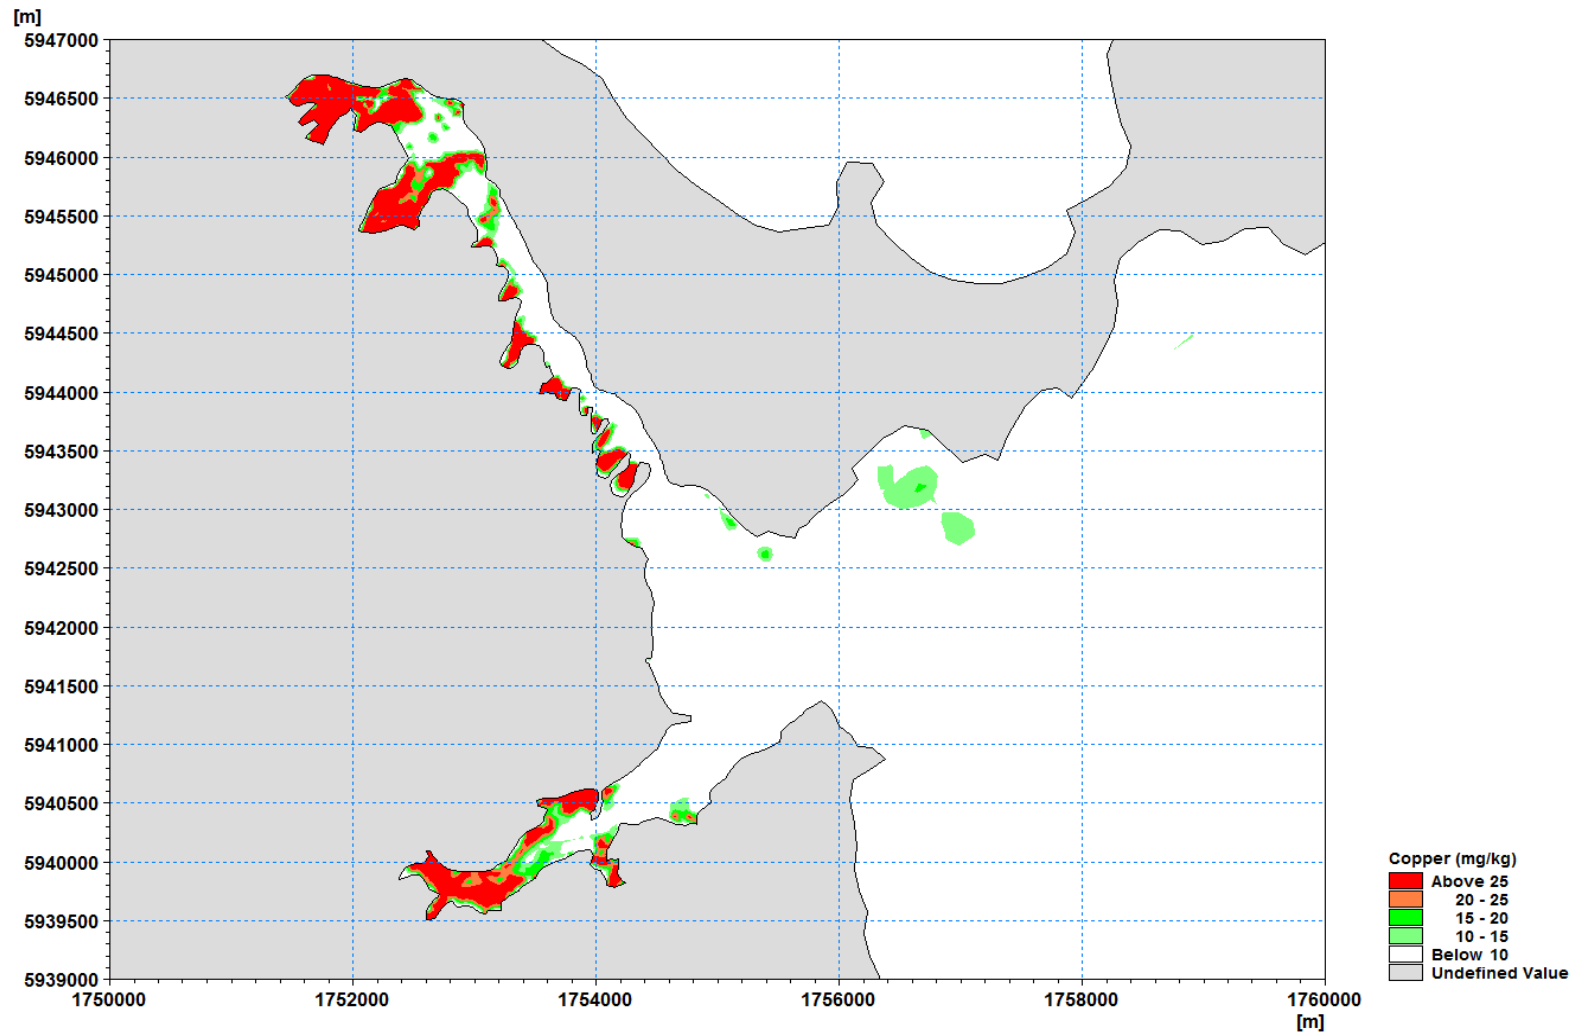 [m]
5947000
5946500
5946000
5945500
5945000
5944500
5944000
5943500
5943000
5942500
5942000
5941500
5941000
5940500
5940000
5939500
5939000
1750000 1752000 1754000 1756000 1758000 1760000
[m]
Copper (mg/kg)
Above 25
20 - 25
15 - 20
10 - 15
Below 10
Undefined Value